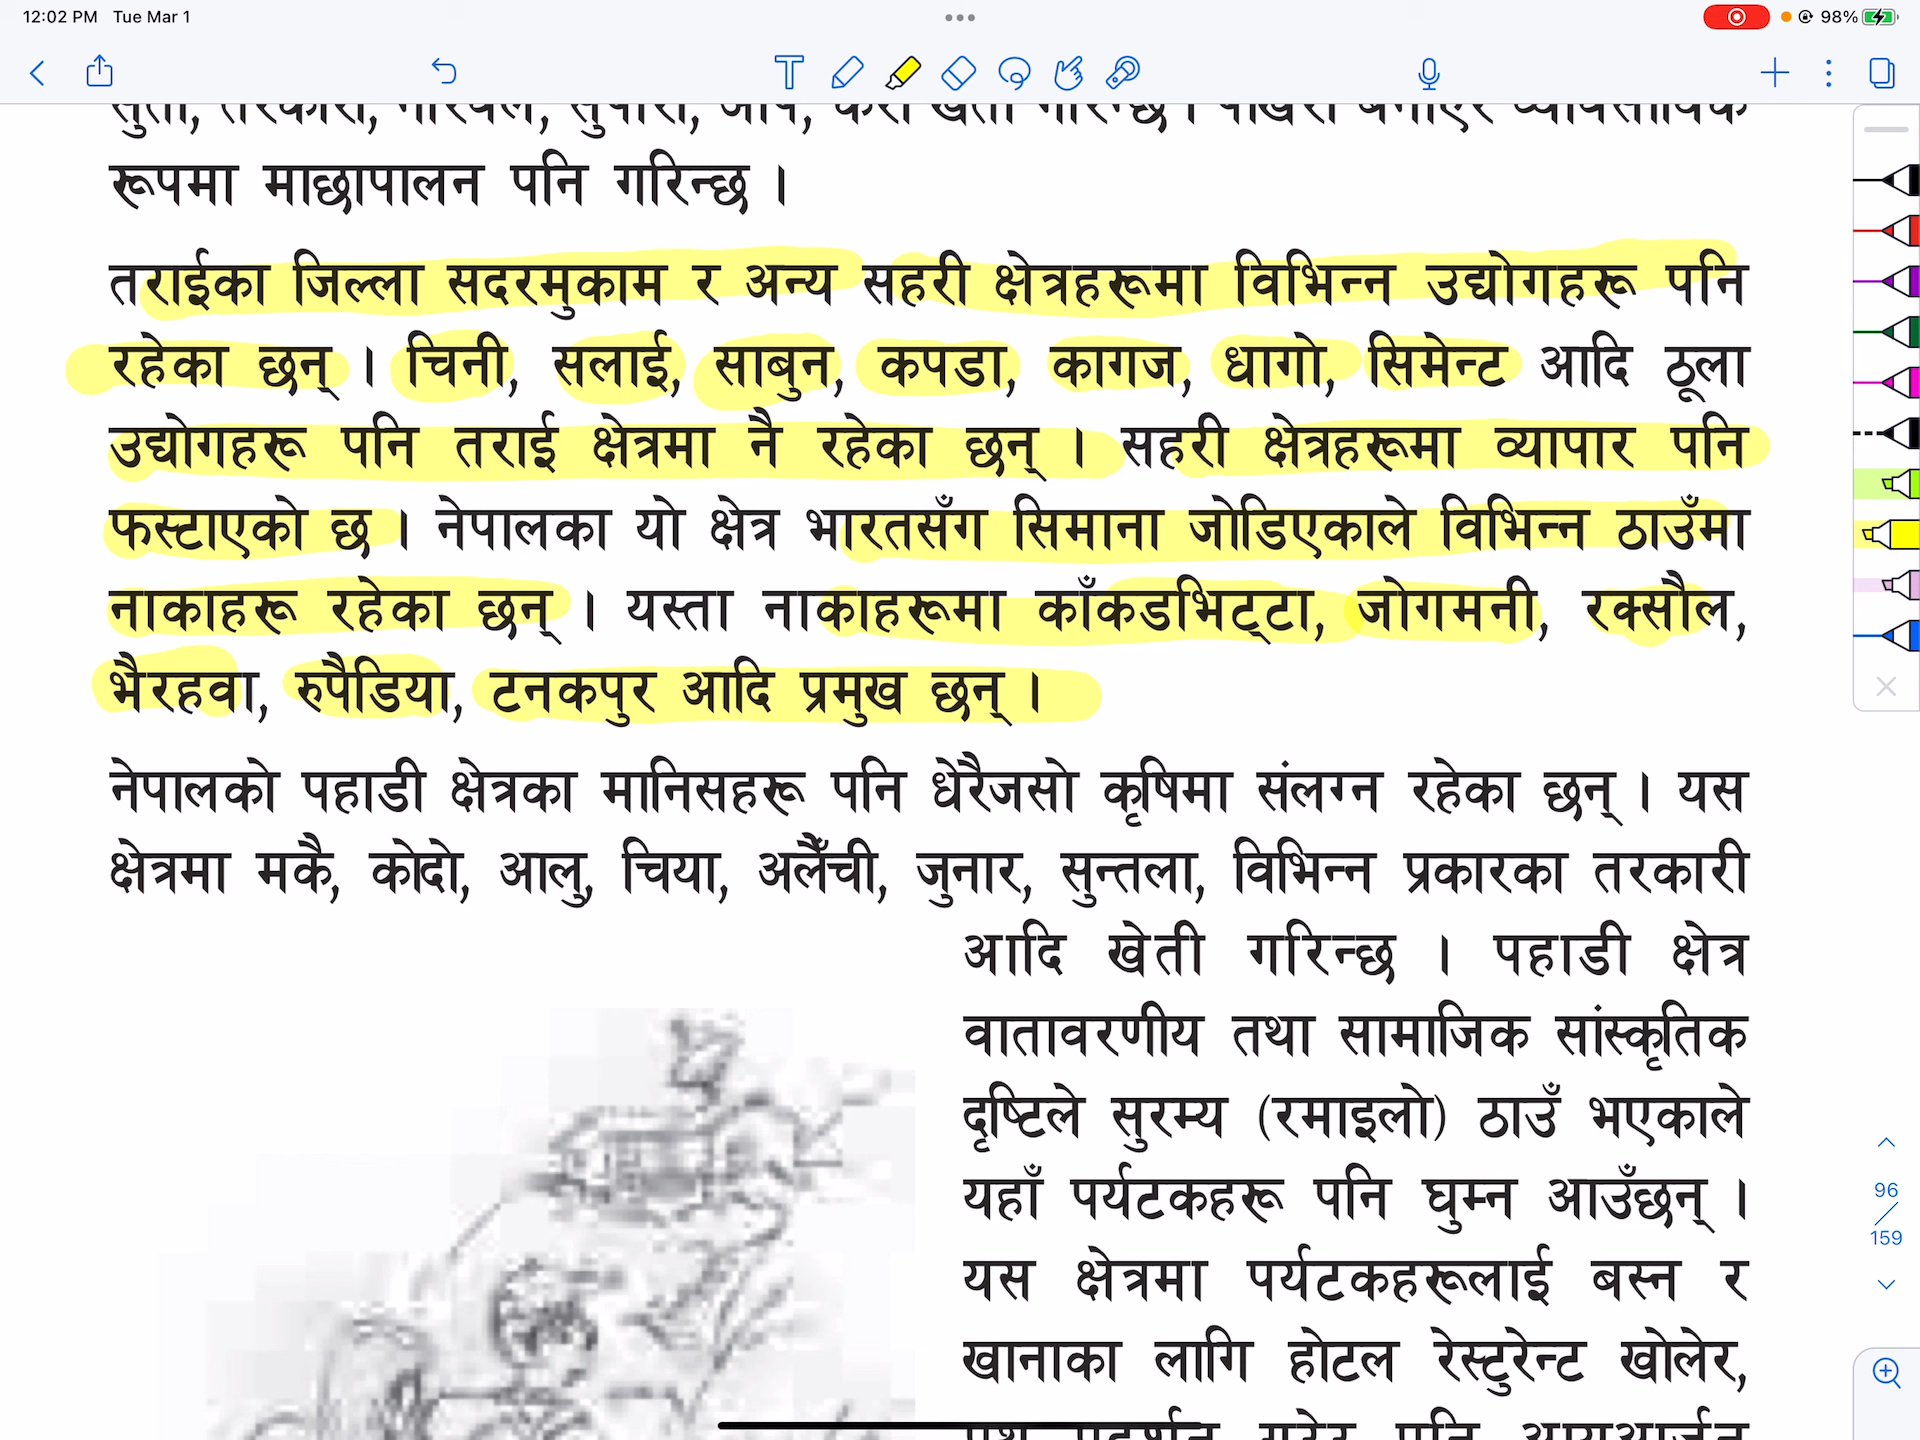 12:02 PM Tue Mar 1
98%
रूपमा माछापालन पनि गरिन्छ ।
तराईका जिल्ला सदरमुकाम र अन्य सहरी क्षेत्रहरूमा विभिन्न उद्योगहरू पनि
रहेका छन् । चिनी, सलाई, साबुन, कपडा, कागज, धागो, सिमेन्ट आदि ठूला
उद्योगहरू पनि तराई क्षेत्रमा नै रहेका छन् । सहरी क्षेत्रहरूमा व्यापार पनि
फस्टाएको छ । नेपालका यो क्षेत्र भारतसँग सिमाना जोडिएकाले विभिन्न ठाउँमा
नाकाहरू रहेका छन् । यस्ता नाकाहरूमा काँकडभिट्टा, जोगमनी, रक्सौल,
भैरहवा, रुपैडिया, टनकपुर आदि प्रमुख छन् ।
नेपालको पहाडी क्षेत्रका मानिसहरू पनि धेरैजसो कृषिमा संलग्न रहेका छन् । यस
क्षेत्रमा मकै, कोदो, आलु, चिया, अलैँची, जुनार, सुन्तला, विभिन्न प्रकारका तरकारी
आदि खेती गरिन्छ । पहाडी क्षेत्र
वातावरणीय तथा सामाजिक सांस्कृतिक
दृष्टिले सुरम्य (रमाइलो) ठाउँ भएकाले
यहाँ पर्यटकहरू पनि घुम्न आउँछन् ।
यस क्षेत्रमा पर्यटकहरूलाई बस्न र
खानाका लागि होटल रेस्टुरेन्ट खोलेर,
96
159